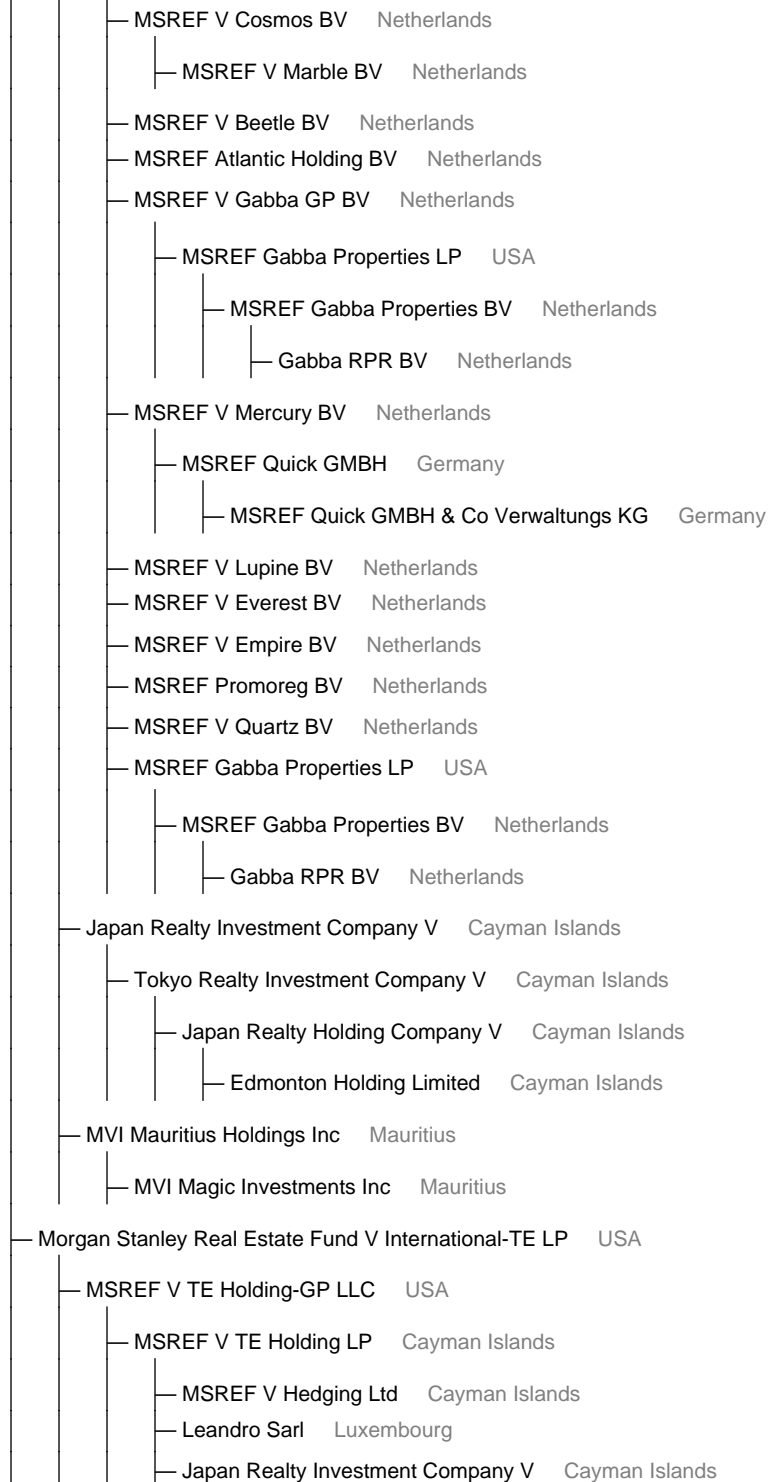 MSREF V Cosmos BV Netherlands
MSREF V Marble BV Netherlands
MSREF V Beetle BV Netherlands
MSREF Atlantic Holding BV Netherlands
MSREF V Gabba GP BV Netherlands
MSREF Gabba Properties LP USA
MSREF Gabba Properties BV Netherlands
Gabba RPR BV Netherlands
MSREF V Mercury BV Netherlands
MSREF Quick GMBH Germany
MSREF Quick GMBH & Co Verwaltungs KG Germany
MSREF V Lupine BV Netherlands
MSREF V Everest BV Netherlands
MSREF V Empire BV Netherlands
MSREF Promoreg BV Netherlands
MSREF V Quartz BV Netherlands
MSREF Gabba Properties LP USA
MSREF Gabba Properties BV Netherlands
Gabba RPR BV Netherlands
Japan Realty Investment Company V Cayman Islands
Tokyo Realty Investment Company V Cayman Islands
Japan Realty Holding Company V Cayman Islands
Edmonton Holding Limited Cayman Islands
MVI Mauritius Holdings Inc Mauritius
MVI Magic Investments Inc Mauritius
Morgan Stanley Real Estate Fund V International-TE LP USA
MSREF V TE Holding-GP LLC USA
MSREF V TE Holding LP Cayman Islands
MSREF V Hedging Ltd Cayman Islands
Leandro Sarl Luxembourg
Japan Realty Investment Company V Cayman Islands